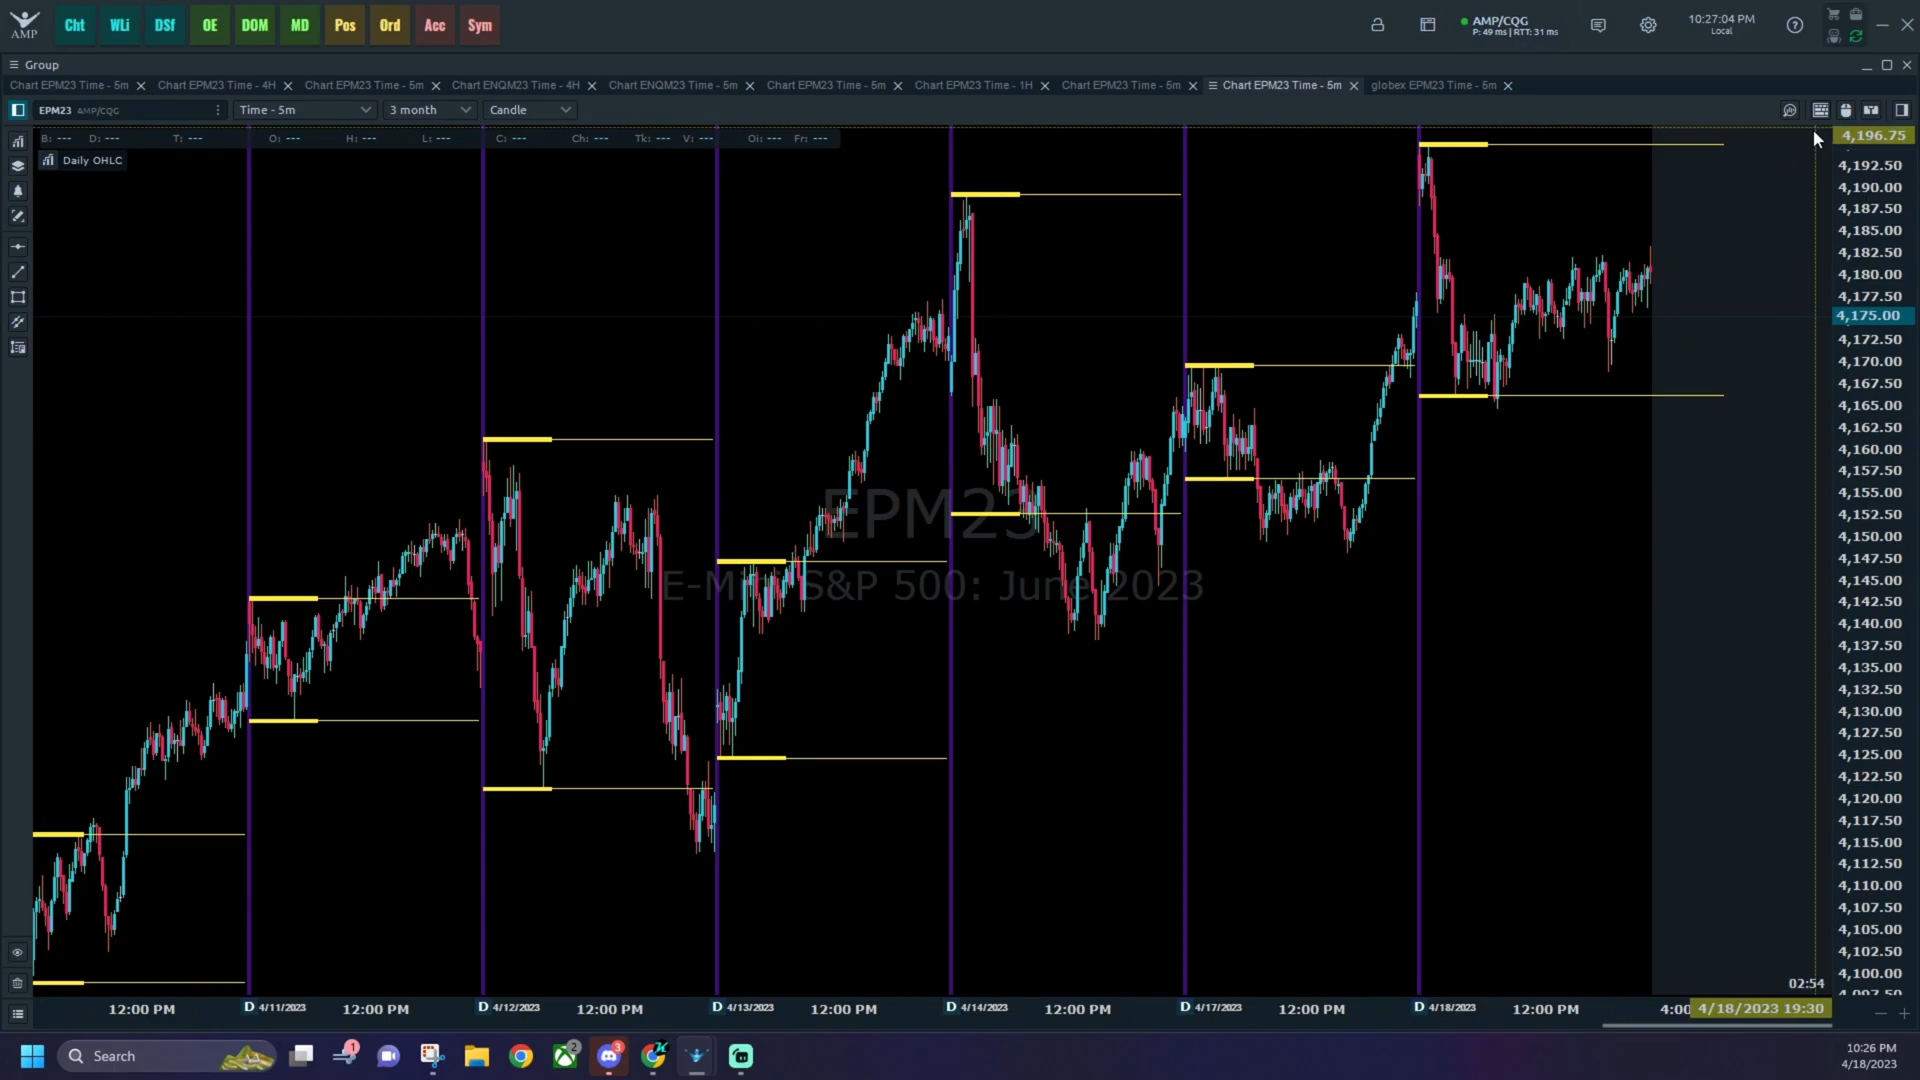 AMP
Cht WLi DSf OE DOM MD Pos Ord Acc Sym
AMP/CQG
P: 49 ms | RTT: 31 ms
10:27:04 PM
Local
Group
Chart EPM23 Time - 5m
Chart EPM23 Time - 4H
Chart EPM23 Time - 5m
Chart ENQM23 Time - 4H
Chart ENQM23 Time - 5m
Chart EPM23 Time - 5m
Chart EPM23 Time - 1H
Chart EPM23 Time - 5m
Chart EPM23 Time - 5m
globex EPM23 Time - 5m
EPM23 AMP/CQG
Time - 5m
3 month
Candle
B: --- D: --- T: --- O: --- H: --- L: --- C: --- Ch: --- Tk: --- V: --- Oi: --- Fr: ---
Daily OHLC
EPM23
E-Mini S&P 500: June 2023
4,196.75
4,192.50
4,190.00
4,187.50
4,185.00
4,182.50
4,180.00
4,177.50
4,175.00
4,172.50
4,170.00
4,167.50
4,165.00
4,162.50
4,160.00
4,157.50
4,155.00
4,152.50
4,150.00
4,147.50
4,145.00
4,142.50
4,140.00
4,137.50
4,135.00
4,132.50
4,130.00
4,127.50
4,125.00
4,122.50
4,120.00
4,117.50
4,115.00
4,112.50
4,110.00
4,107.50
4,105.00
4,102.50
4,100.00
4,097.50
02:54
12:00 PM D 4/11/2023 12:00 PM D 4/12/2023 12:00 PM D 4/13/2023 12:00 PM D 4/14/2023 12:00 PM D 4/17/2023 12:00 PM D 4/18/2023 12:00 PM 4:00 4/18/2023 19:30
Search
1
2
3
10:26 PM
4/18/2023